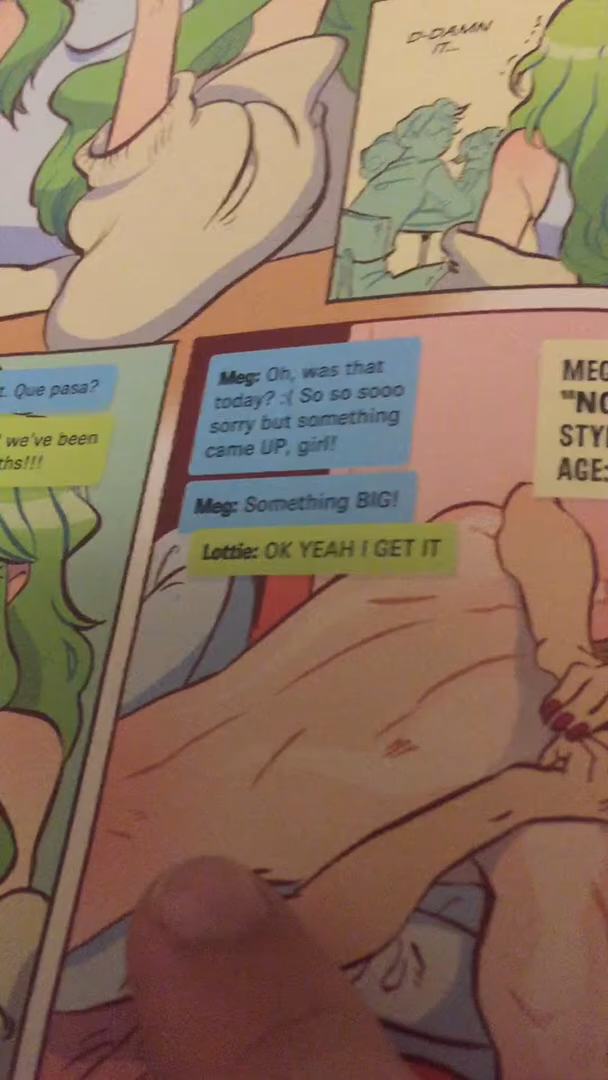 D-DAMN
IT...
t. Que pasa?
we've been
ths!!!
Meg: Oh, was that
today? :( So so sooo
sorry but something
came UP, girl!
Meg: Something BIG!
Lottie: OK YEAH I GET IT
MEG
"NO
STY
AGE: